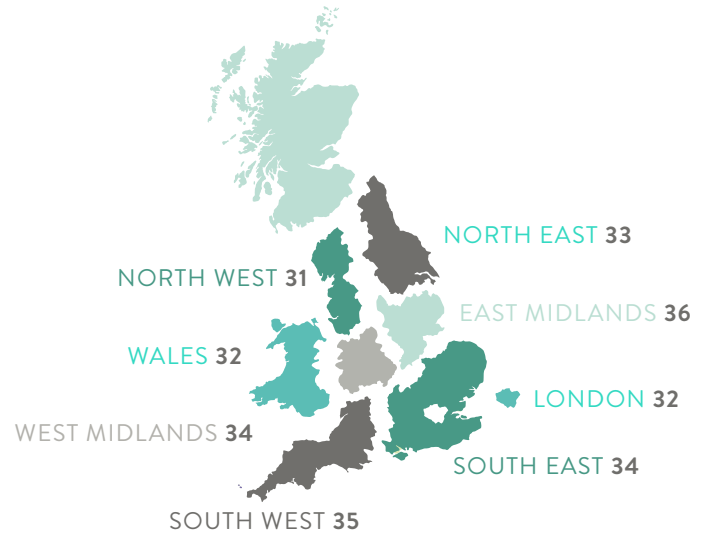 NORTH EAST 33
NORTH WEST 31
EAST MIDLANDS 36
WALES 32
LONDON 32
WEST MIDLANDS 34
SOUTH EAST 34
SOUTH WEST 35